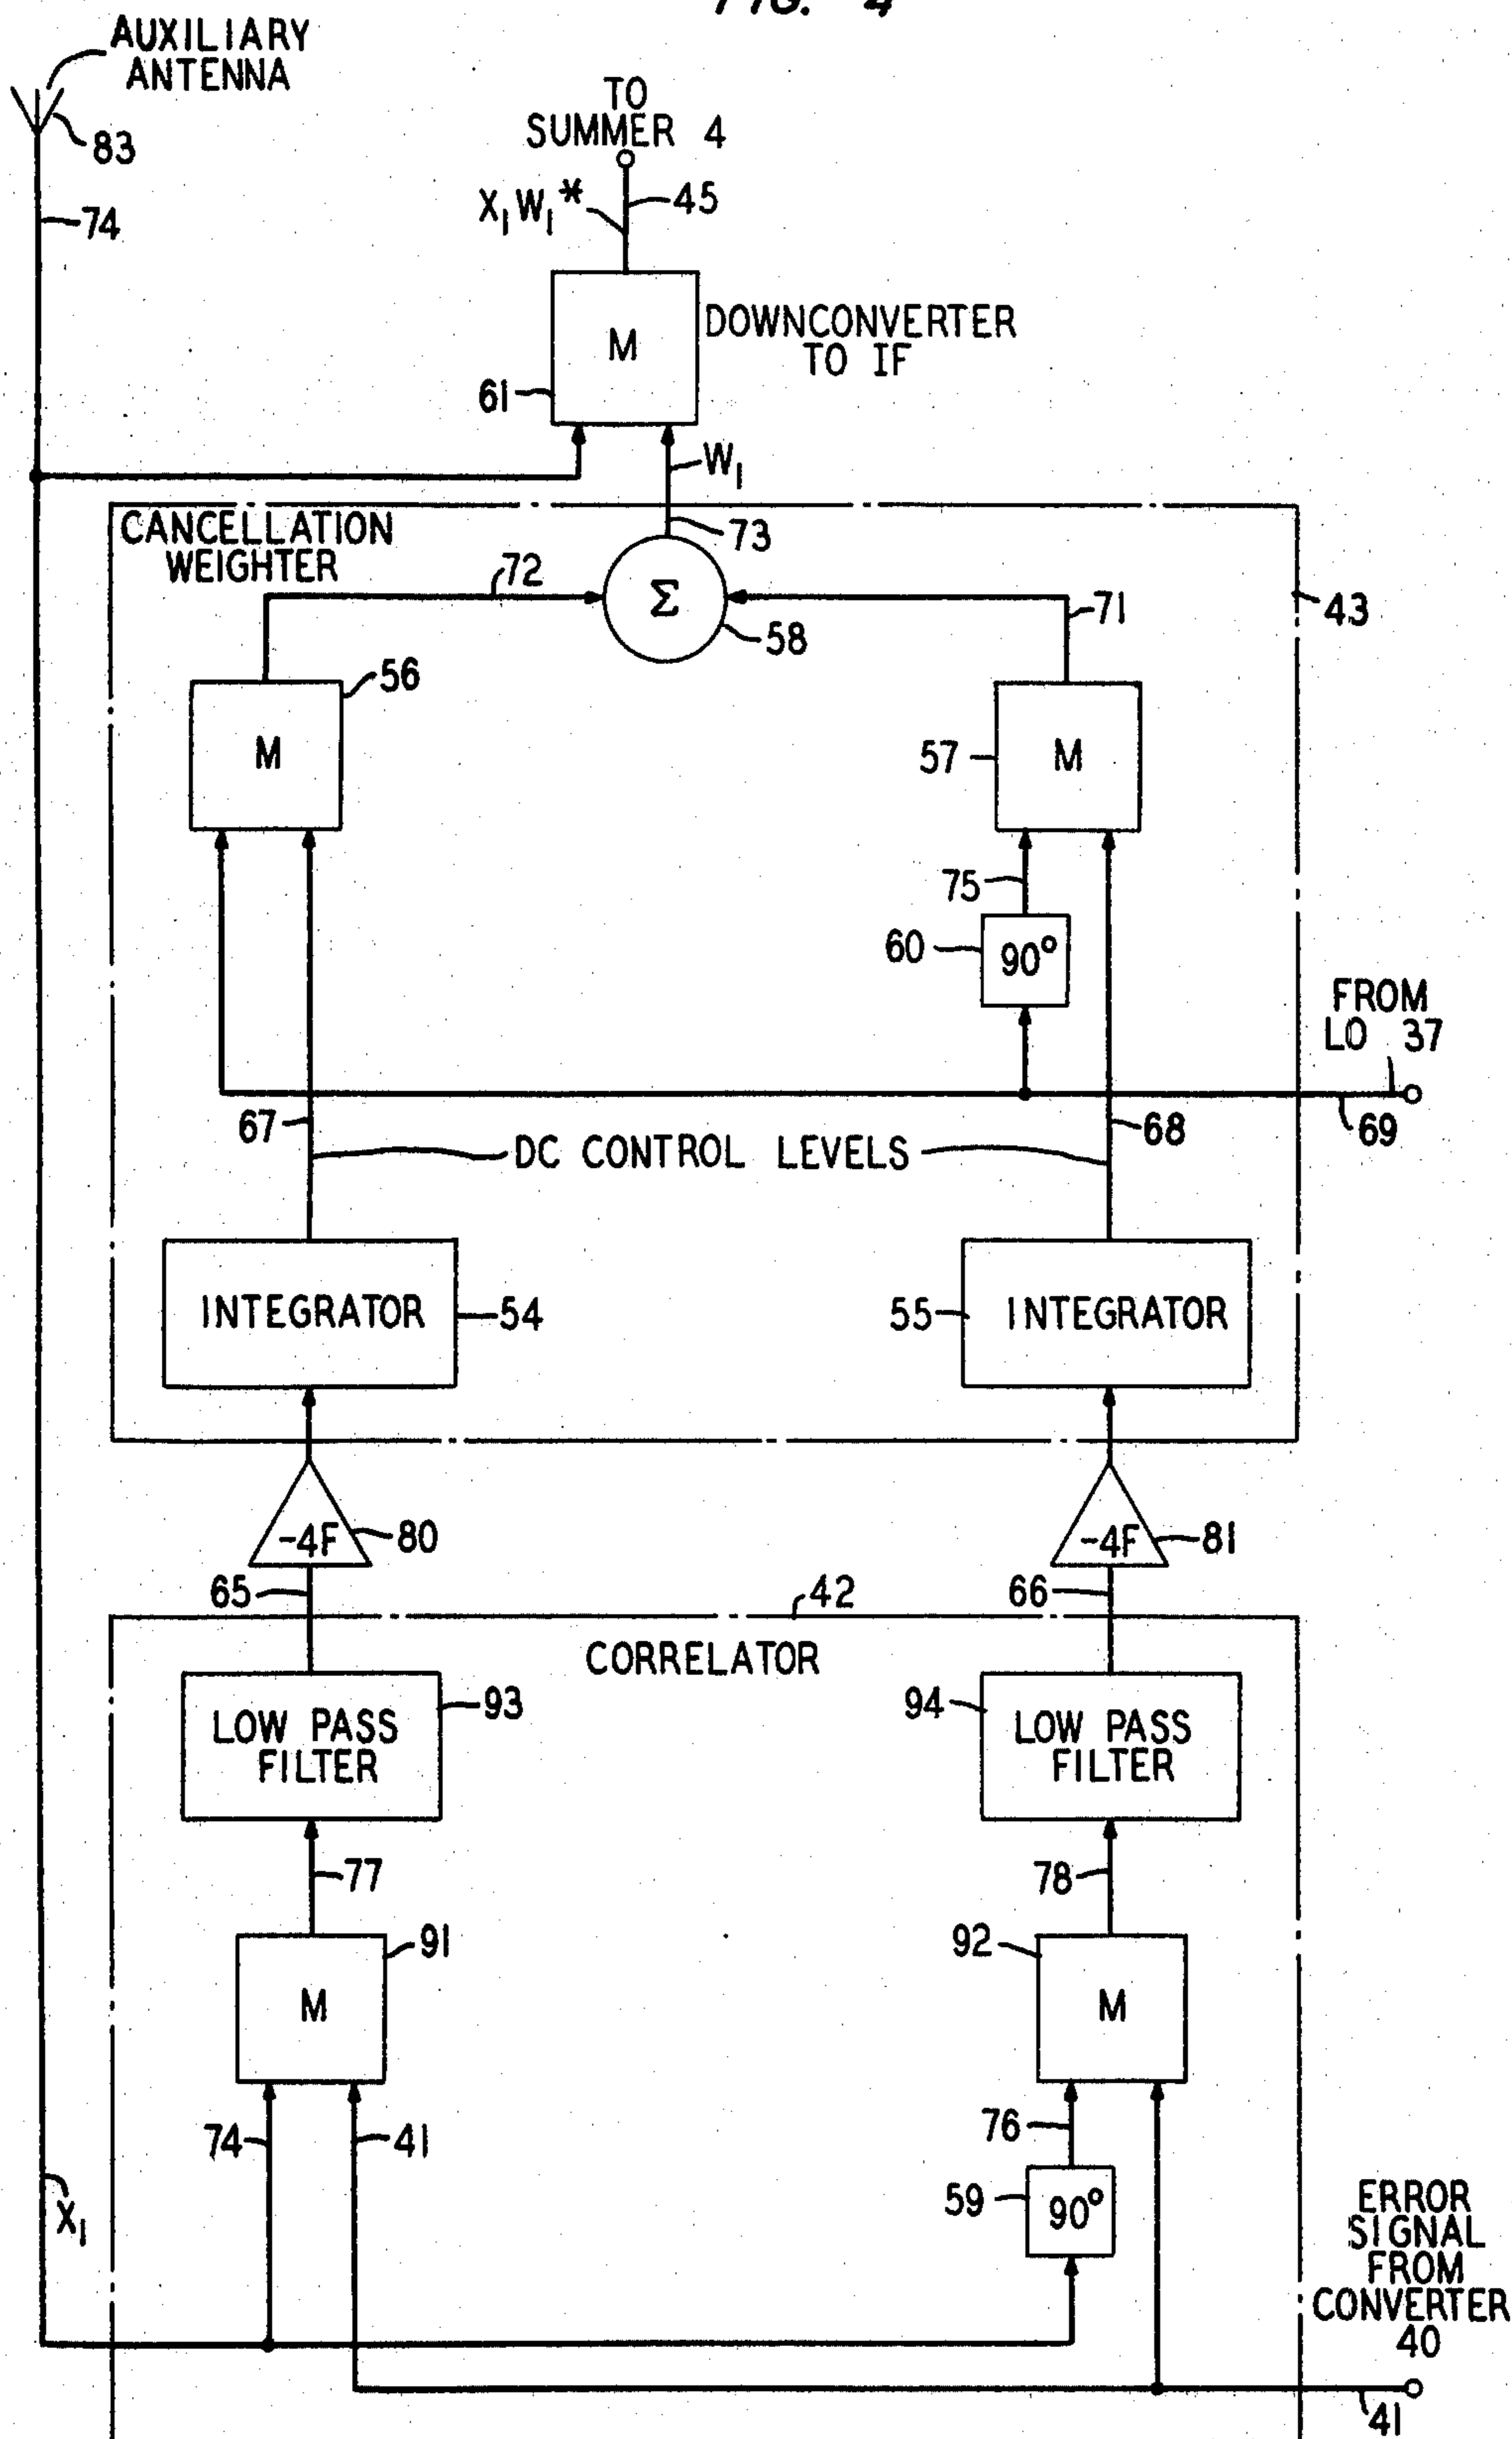 FIG. 4
AUXILIARY
ANTENNA
83
74
TO
SUMMER 4
X₁W₁*
45
M
DOWNCONVERTER
TO IF
61
W₁
73
CANCELLATION
WEIGHTER
72
Σ
58
71
43
56
M
57
M
75
60
90°
FROM
LO 37
69
67
DC CONTROL LEVELS
68
INTEGRATOR
54
55
INTEGRATOR
-4F
80
-4F
81
65
66
42
CORRELATOR
LOW PASS
FILTER
93
94
LOW PASS
FILTER
77
78
91
M
92
M
74
41
76
59
90°
X₁
ERROR
SIGNAL
FROM
CONVERTER
40
41